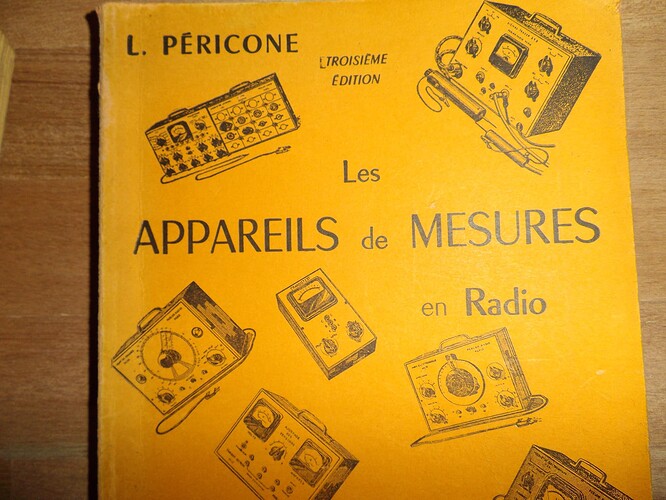 L. PÉRICONE
TROISIÈME
ÉDITION
Les
APPAREILS de MESURES
en Radio